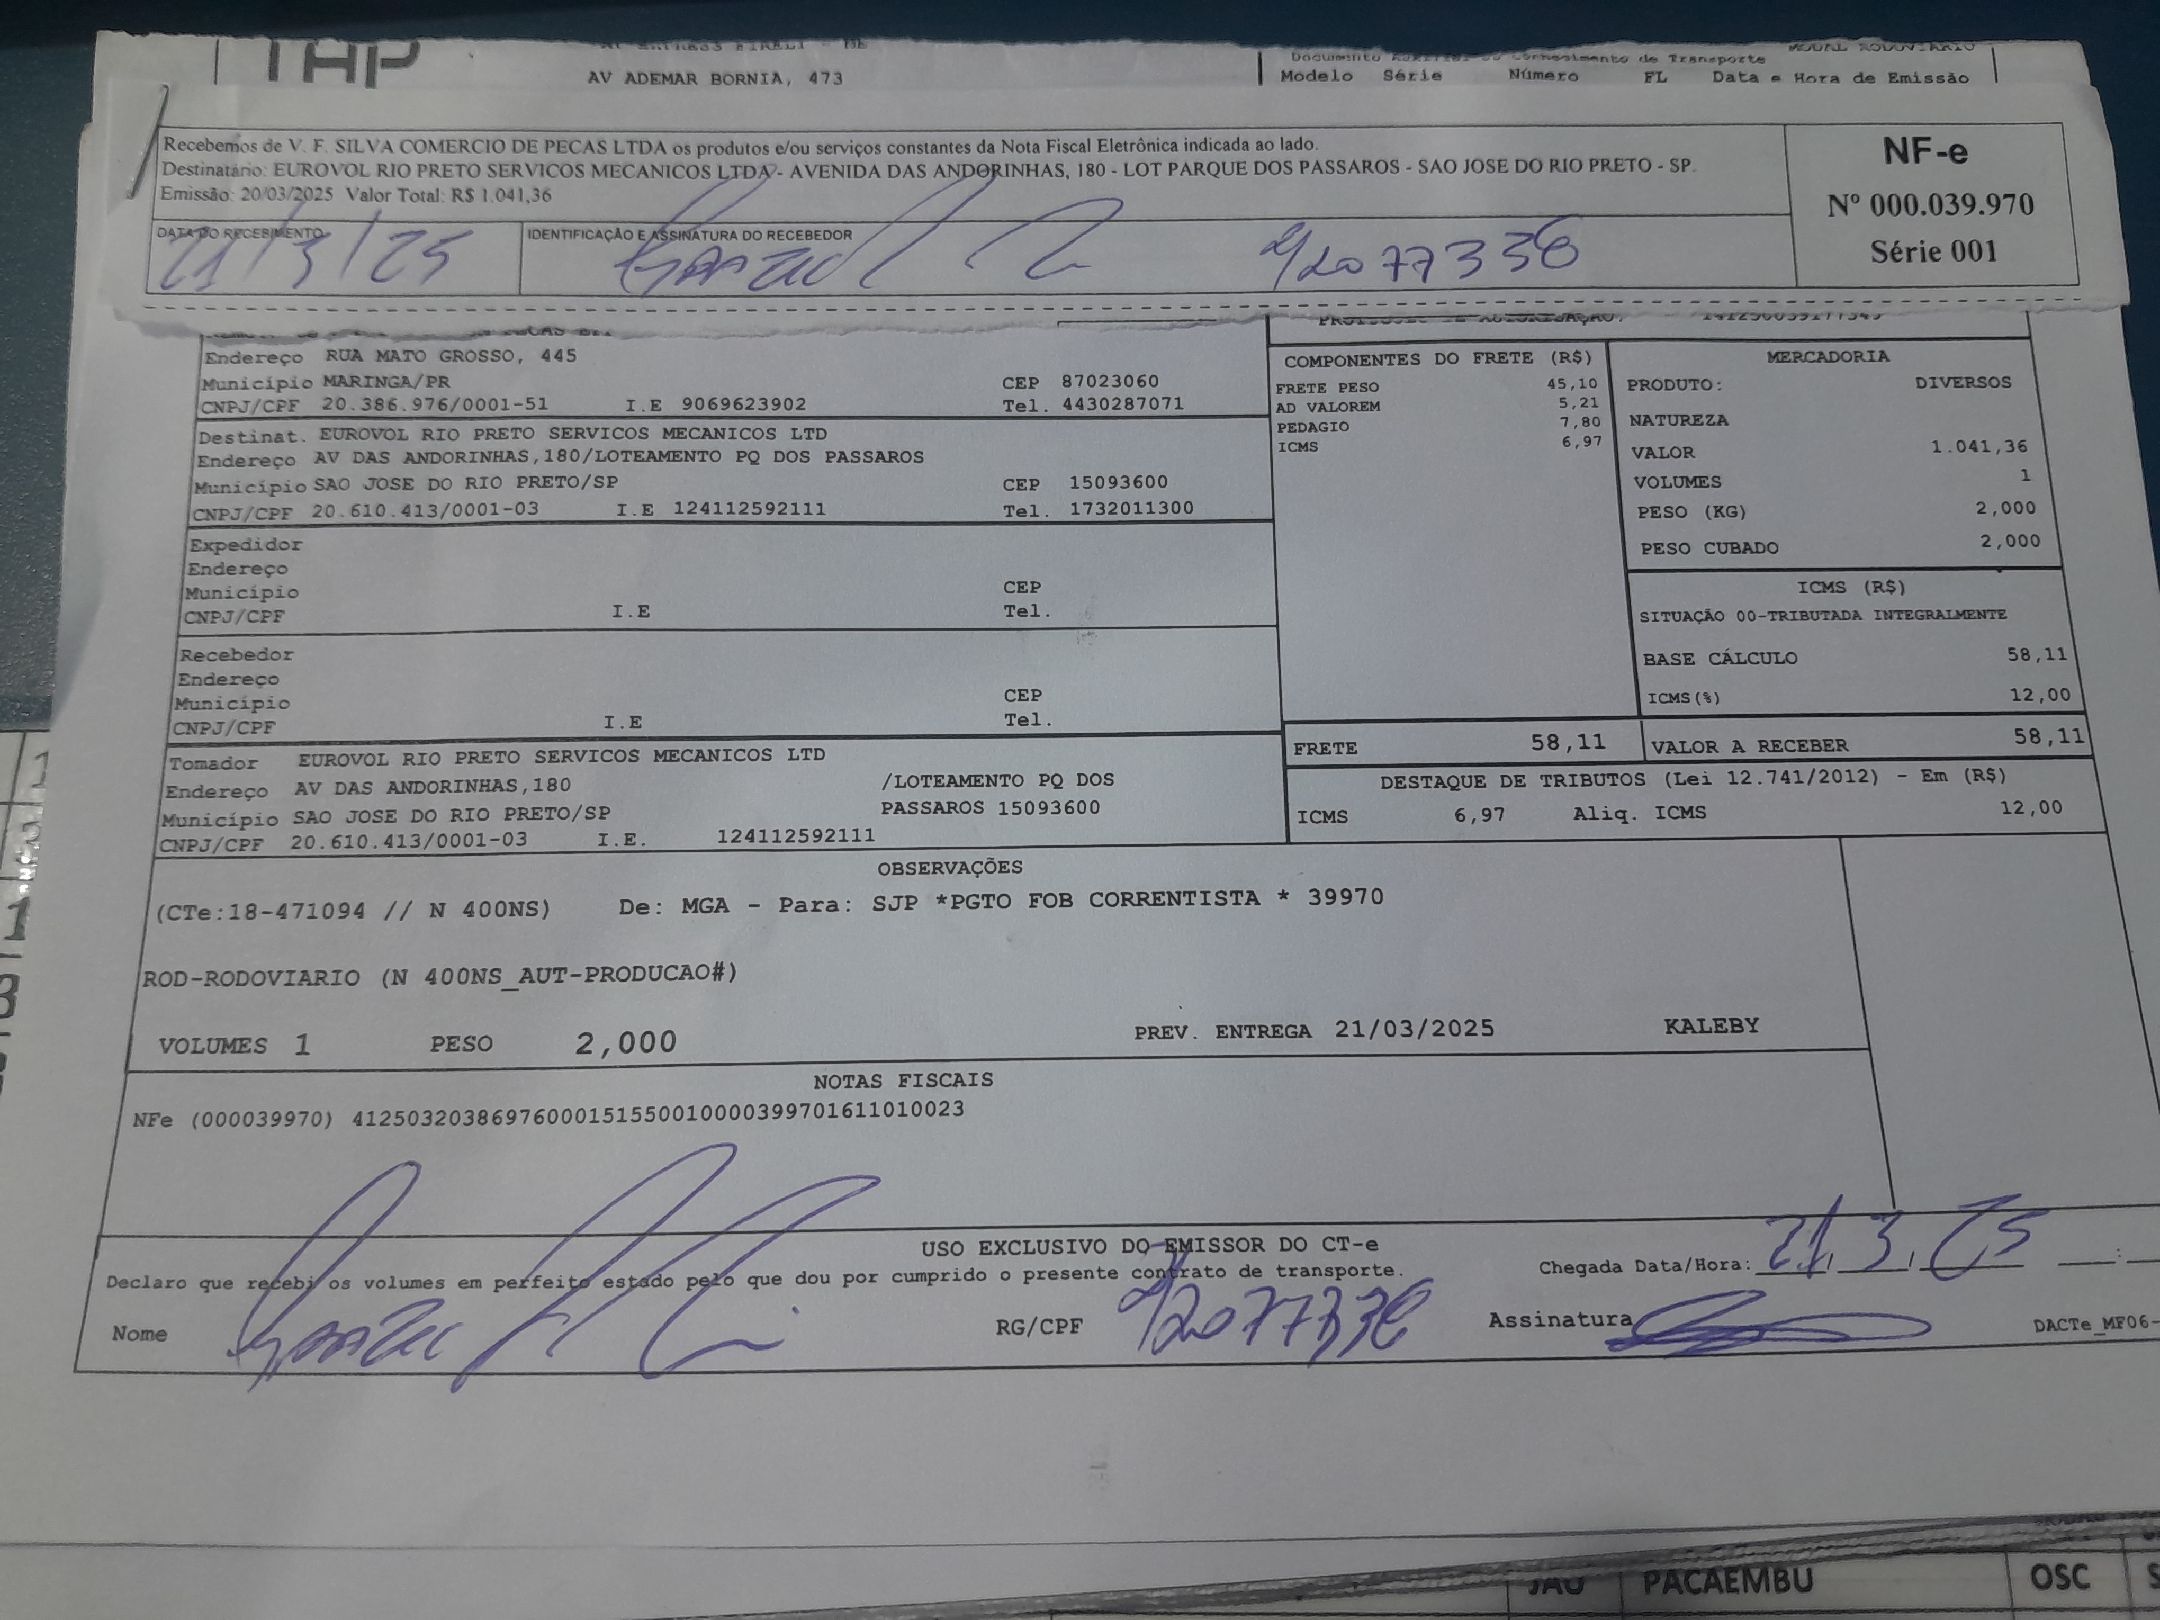 TAP
AV ADEMAR BORNIA, 473
Documento de Transporte
Modelo Série Número FL Data e Hora de Emissão
Recebemos de V. F. SILVA COMERCIO DE PECAS LTDA os produtos e/ou serviços constantes da Nota Fiscal Eletrônica indicada ao lado.
Destinatário: EUROVOL RIO PRETO SERVICOS MECANICOS LTDA - AVENIDA DAS ANDORINHAS, 180 - LOT PARQUE DOS PASSAROS - SAO JOSE DO RIO PRETO - SP.
Emissão: 20/03/2025 Valor Total: R$ 1.041,36
DATA DO RECEBIMENTO
21/3/25
IDENTIFICAÇÃO E ASSINATURA DO RECEBEDOR
NF-e
Nº 000.039.970
Série 001
Endereço RUA MATO GROSSO, 445
Município MARINGA/PR CEP 87023060
CNPJ/CPF 20.386.976/0001-51 I.E 9069623902 Tel. 4430287071
Destinat. EUROVOL RIO PRETO SERVICOS MECANICOS LTD
Endereço AV DAS ANDORINHAS,180/LOTEAMENTO PQ DOS PASSAROS
Município SAO JOSE DO RIO PRETO/SP CEP 15093600
CNPJ/CPF 20.610.413/0001-03 I.E 124112592111 Tel. 1732011300
Expedidor
Endereço
Município CEP
CNPJ/CPF I.E Tel.
Recebedor
Endereço
Município CEP
CNPJ/CPF I.E Tel.
Tomador EUROVOL RIO PRETO SERVICOS MECANICOS LTD
Endereço AV DAS ANDORINHAS,180 /LOTEAMENTO PQ DOS
Município SAO JOSE DO RIO PRETO/SP PASSAROS 15093600
CNPJ/CPF 20.610.413/0001-03 I.E. 124112592111
COMPONENTES DO FRETE (R$)
FRETE PESO 45,10
AD VALOREM 5,21
PEDAGIO 7,80
ICMS 6,97
MERCADORIA
PRODUTO: DIVERSOS
NATUREZA
VALOR 1.041,36
VOLUMES 1
PESO (KG) 2,000
PESO CUBADO 2,000
ICMS (R$)
SITUAÇÃO 00-TRIBUTADA INTEGRALMENTE
BASE CÁLCULO 58,11
ICMS(%) 12,00
FRETE 58,11 VALOR A RECEBER 58,11
DESTAQUE DE TRIBUTOS (Lei 12.741/2012) - Em (R$)
ICMS 6,97 Aliq. ICMS 12,00
OBSERVAÇÕES
(CTe:18-471094 // N 400NS) De: MGA - Para: SJP *PGTO FOB CORRENTISTA * 39970
ROD-RODOVIARIO (N 400NS_AUT-PRODUCAO#)
VOLUMES 1 PESO 2,000 PREV. ENTREGA 21/03/2025 KALEBY
NOTAS FISCAIS
NFe (000039970) 41250320386976000151550010000399701611010023
USO EXCLUSIVO DO EMISSOR DO CT-e
Declaro que recebi os volumes em perfeito estado pelo que dou por cumprido o presente contrato de transporte.
Chegada Data/Hora: 21/3/25
Nome RG/CPF Assinatura
DACTe_MF06-
JAU PACAEMBU OSC